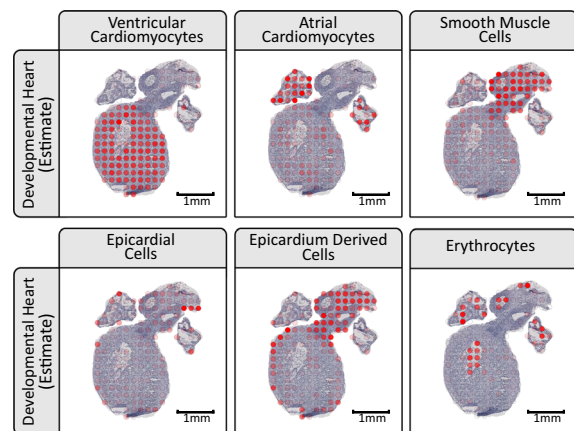 Ventricular
Cardiomyocytes
Atrial
Cardiomyocytes
Smooth Muscle
Cells
Developmental Heart
(Estimate)
1mm
1mm
1mm
Epicardial
Cells
Epicardium Derived
Cells
Erythrocytes
Developmental Heart
(Estimate)
1mm
1mm
1mm